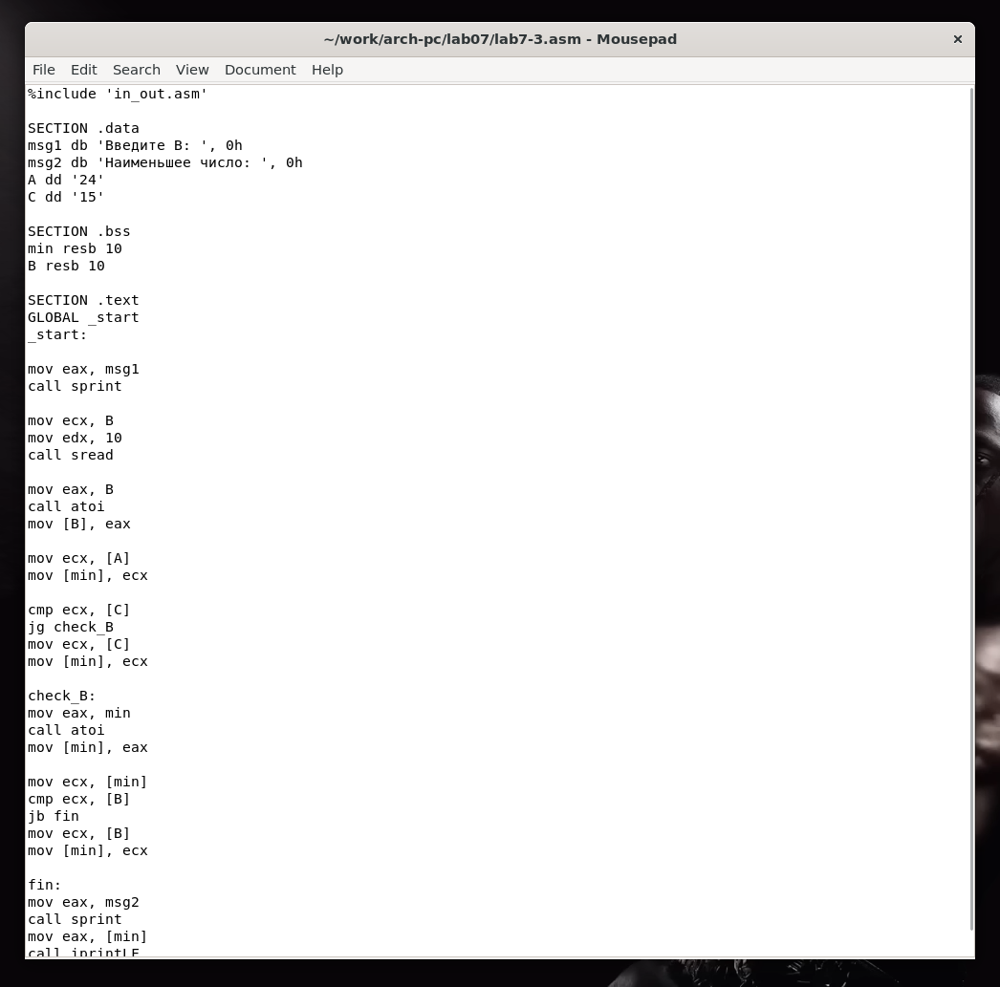 ~/work/arch-pc/lab07/lab7-3.asm - Mousepad
File Edit Search View Document Help
%include 'in_out.asm'
SECTION .data
msg1 db 'Введите B: ', 0h
msg2 db 'Наименьшее число: ', 0h
A dd '24'
C dd '15'
SECTION .bss
min resb 10
B resb 10
SECTION .text
GLOBAL _start
_start:
mov eax, msg1
call sprint
mov ecx, B
mov edx, 10
call sread
mov eax, B
call atoi
mov [B], eax
mov ecx, [A]
mov [min], ecx
cmp ecx, [C]
jg check_B
mov ecx, [C]
mov [min], ecx
check_B:
mov eax, min
call atoi
mov [min], eax
mov ecx, [min]
cmp ecx, [B]
jb fin
mov ecx, [B]
mov [min], ecx
fin:
mov eax, msg2
call sprint
mov eax, [min]
call iprintLF